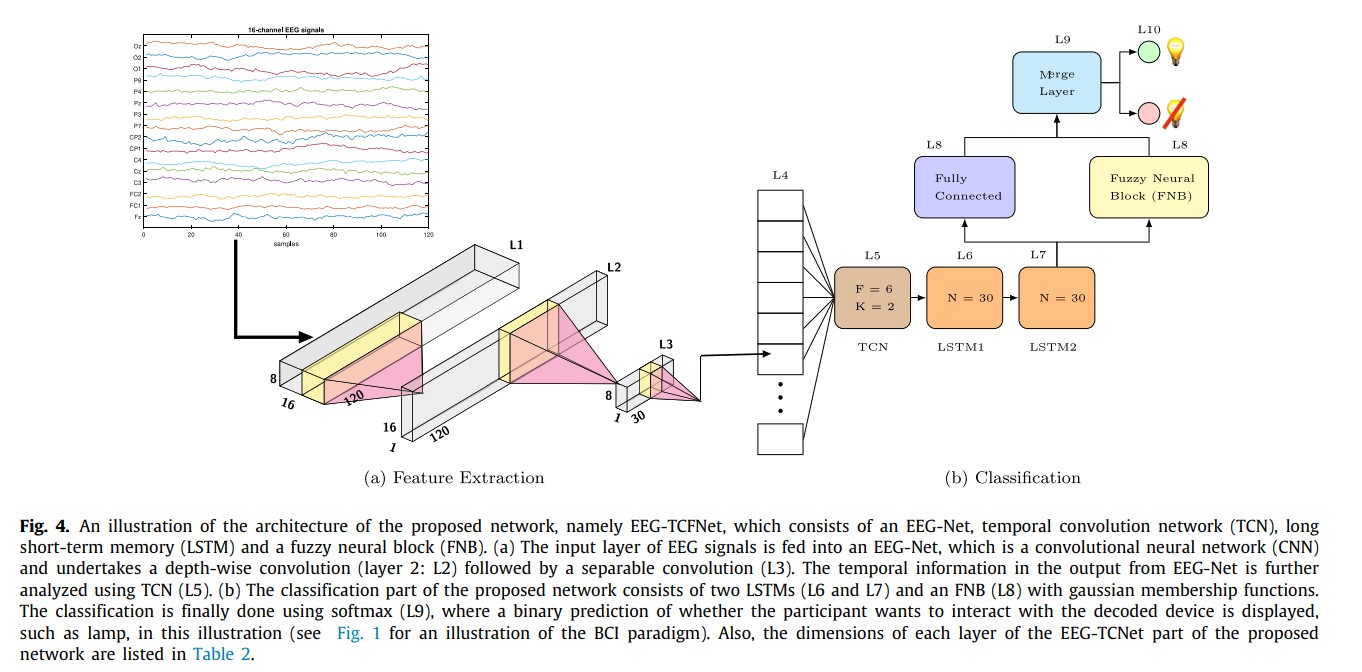 16-channel EEG signals
Oz
O2
O1
P8
P4
Pz
P3
P7
CP2
CP1
C4
Cz
C3
FC2
FC1
Fz
0 20 40 60 80 100 120
samples
L1
8
16
120
L2
16
1
120
L3
8
1
30
L4
L5
F = 6
K = 2
TCN
L6
N = 30
LSTM1
L7
N = 30
LSTM2
L8
Fully
Connected
L8
Fuzzy Neural
Block (FNB)
L9
Merge
Layer
L10
(a) Feature Extraction
(b) Classification
Fig. 4. An illustration of the architecture of the proposed network, namely EEG-TCFNet, which consists of an EEG-Net, temporal convolution network (TCN), long
short-term memory (LSTM) and a fuzzy neural block (FNB). (a) The input layer of EEG signals is fed into an EEG-Net, which is a convolutional neural network (CNN)
and undertakes a depth-wise convolution (layer 2: L2) followed by a separable convolution (L3). The temporal information in the output from EEG-Net is further
analyzed using TCN (L5). (b) The classification part of the proposed network consists of two LSTMs (L6 and L7) and an FNB (L8) with gaussian membership functions.
The classification is finally done using softmax (L9), where a binary prediction of whether the participant wants to interact with the decoded device is displayed,
such as lamp, in this illustration (see Fig. 1 for an illustration of the BCI paradigm). Also, the dimensions of each layer of the EEG-TCNet part of the proposed
network are listed in Table 2.